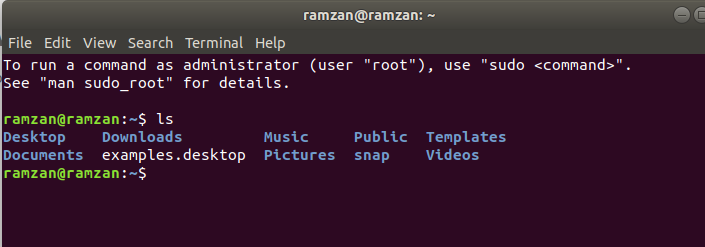 ramzan@ramzan: ~
File Edit View Search Terminal Help
To run a command as administrator (user "root"), use "sudo <command>".
See "man sudo_root" for details.
ramzan@ramzan:~$ ls
Desktop Downloads Music Public Templates
Documents examples.desktop Pictures snap Videos
ramzan@ramzan:~$